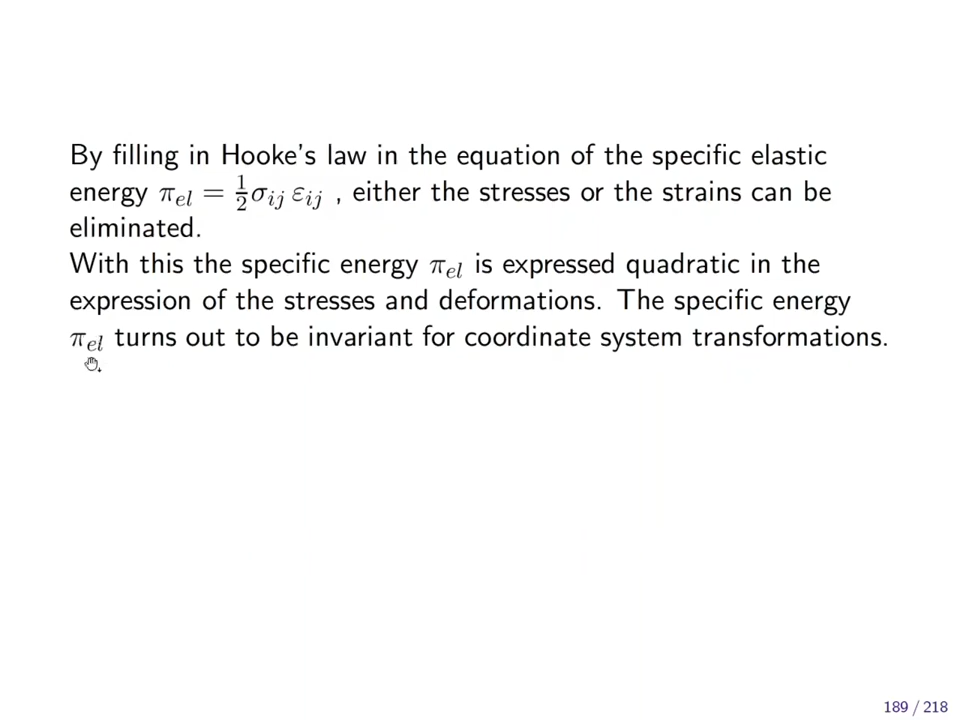 By filling in Hooke's law in the equation of the specific elastic
energy π_el = ½σ_ij ε_ij , either the stresses or the strains can be
eliminated.
With this the specific energy π_el is expressed quadratic in the
expression of the stresses and deformations. The specific energy
π_el turns out to be invariant for coordinate system transformations.
189 / 218